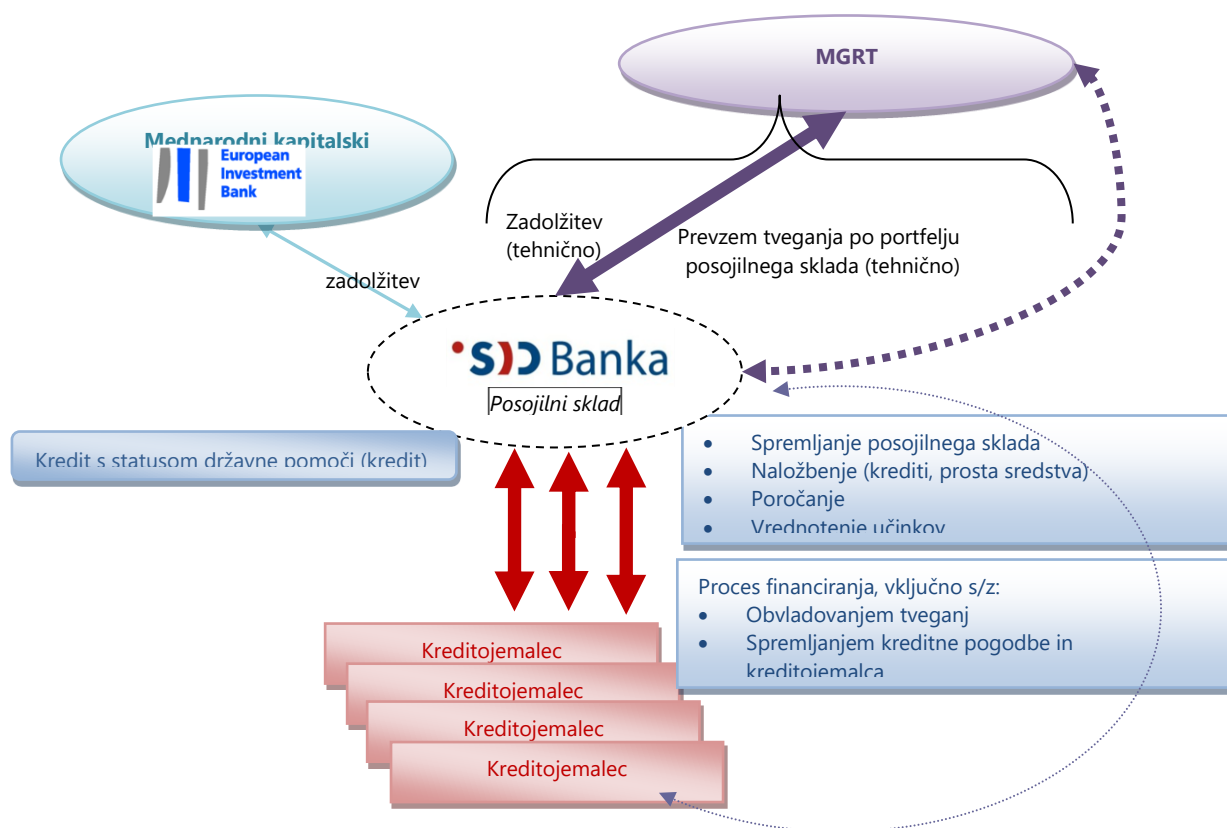 MGRT
Mednarodni kapitalski
European
Investment
Bank
Zadolžitev
(tehnično)
Prevzem tveganja po portfelju
posojilnega sklada (tehnično)
zadolžitev
SID Banka
Posojilni sklad
Kredit s statusom državne pomoči (kredit)
• Spremljanje posojilnega sklada
• Naložbenje (krediti, prosta sredstva)
• Poročanje
• Vrednotenje učinkov
Proces financiranja, vključno s/z:
• Obvladovanjem tveganj
• Spremljanjem kreditne pogodbe in
kreditojemalca
Kreditojemalec
Kreditojemalec
Kreditojemalec
Kreditojemalec